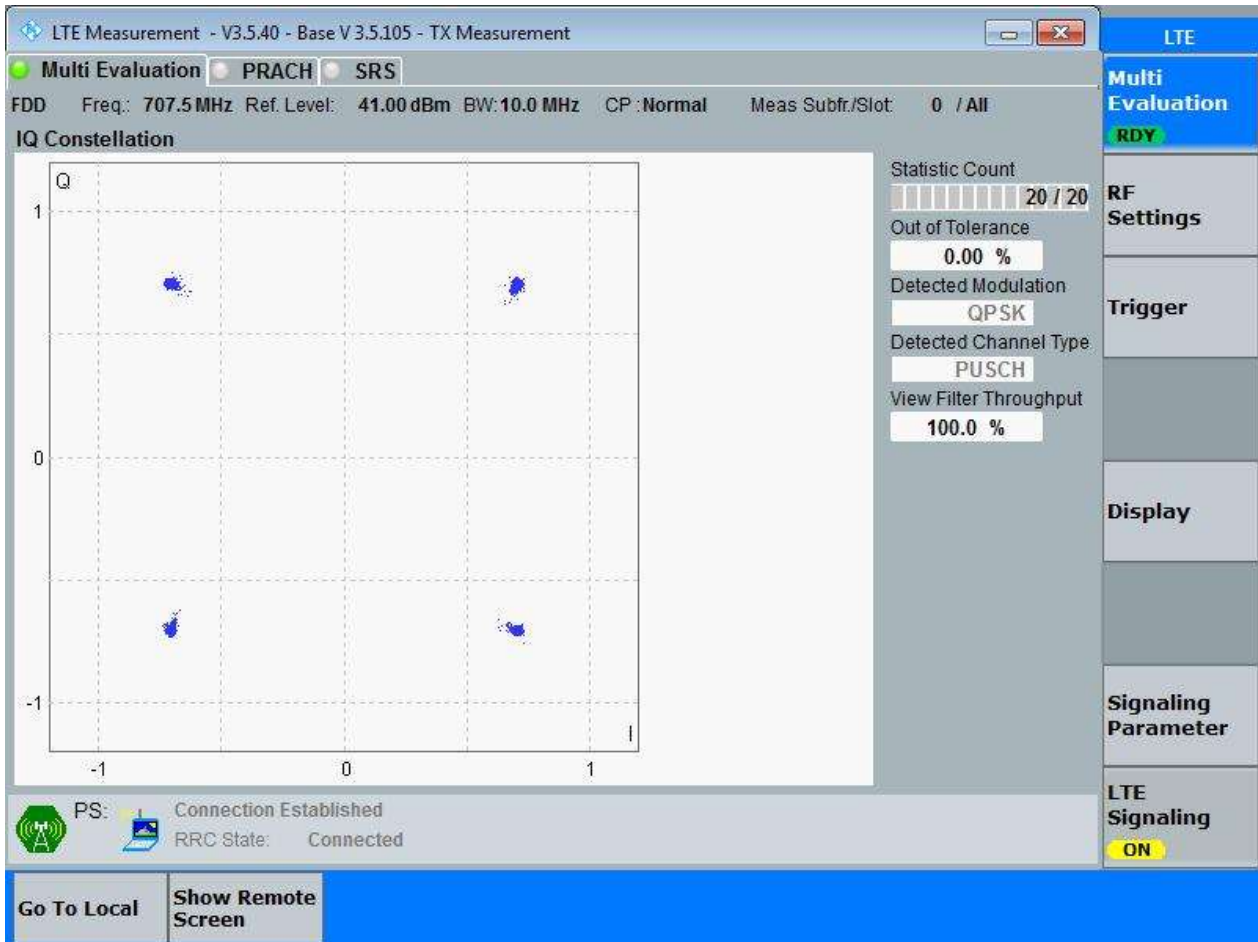 LTE Measurement - V3.5.40 - Base V 3.5.105 - TX Measurement
LTE
Multi Evaluation PRACH SRS
Multi
Evaluation
RDY
FDD Freq.: 707.5 MHz Ref. Level: 41.00 dBm BW: 10.0 MHz CP : Normal Meas Subfr./Slot: 0 / All
IQ Constellation
Q
1
0
-1
I
-1 0 1
Statistic Count
20 / 20
Out of Tolerance
0.00 %
Detected Modulation
QPSK
Detected Channel Type
PUSCH
View Filter Throughput
100.0 %
RF
Settings
Trigger
Display
Signaling
Parameter
LTE
Signaling
ON
PS: Connection Established
RRC State: Connected
Go To Local
Show Remote
Screen